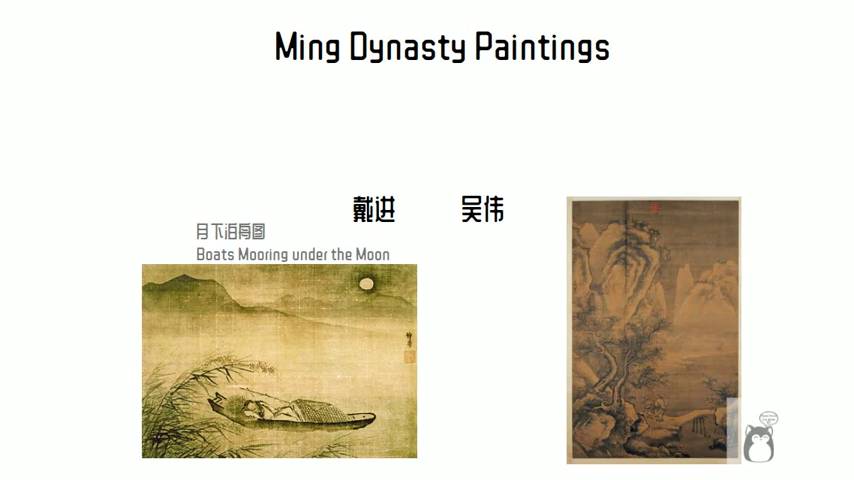 Ming Dynasty Paintings
戴进 吴伟
月下泊舟图
Boats Mooring under the Moon